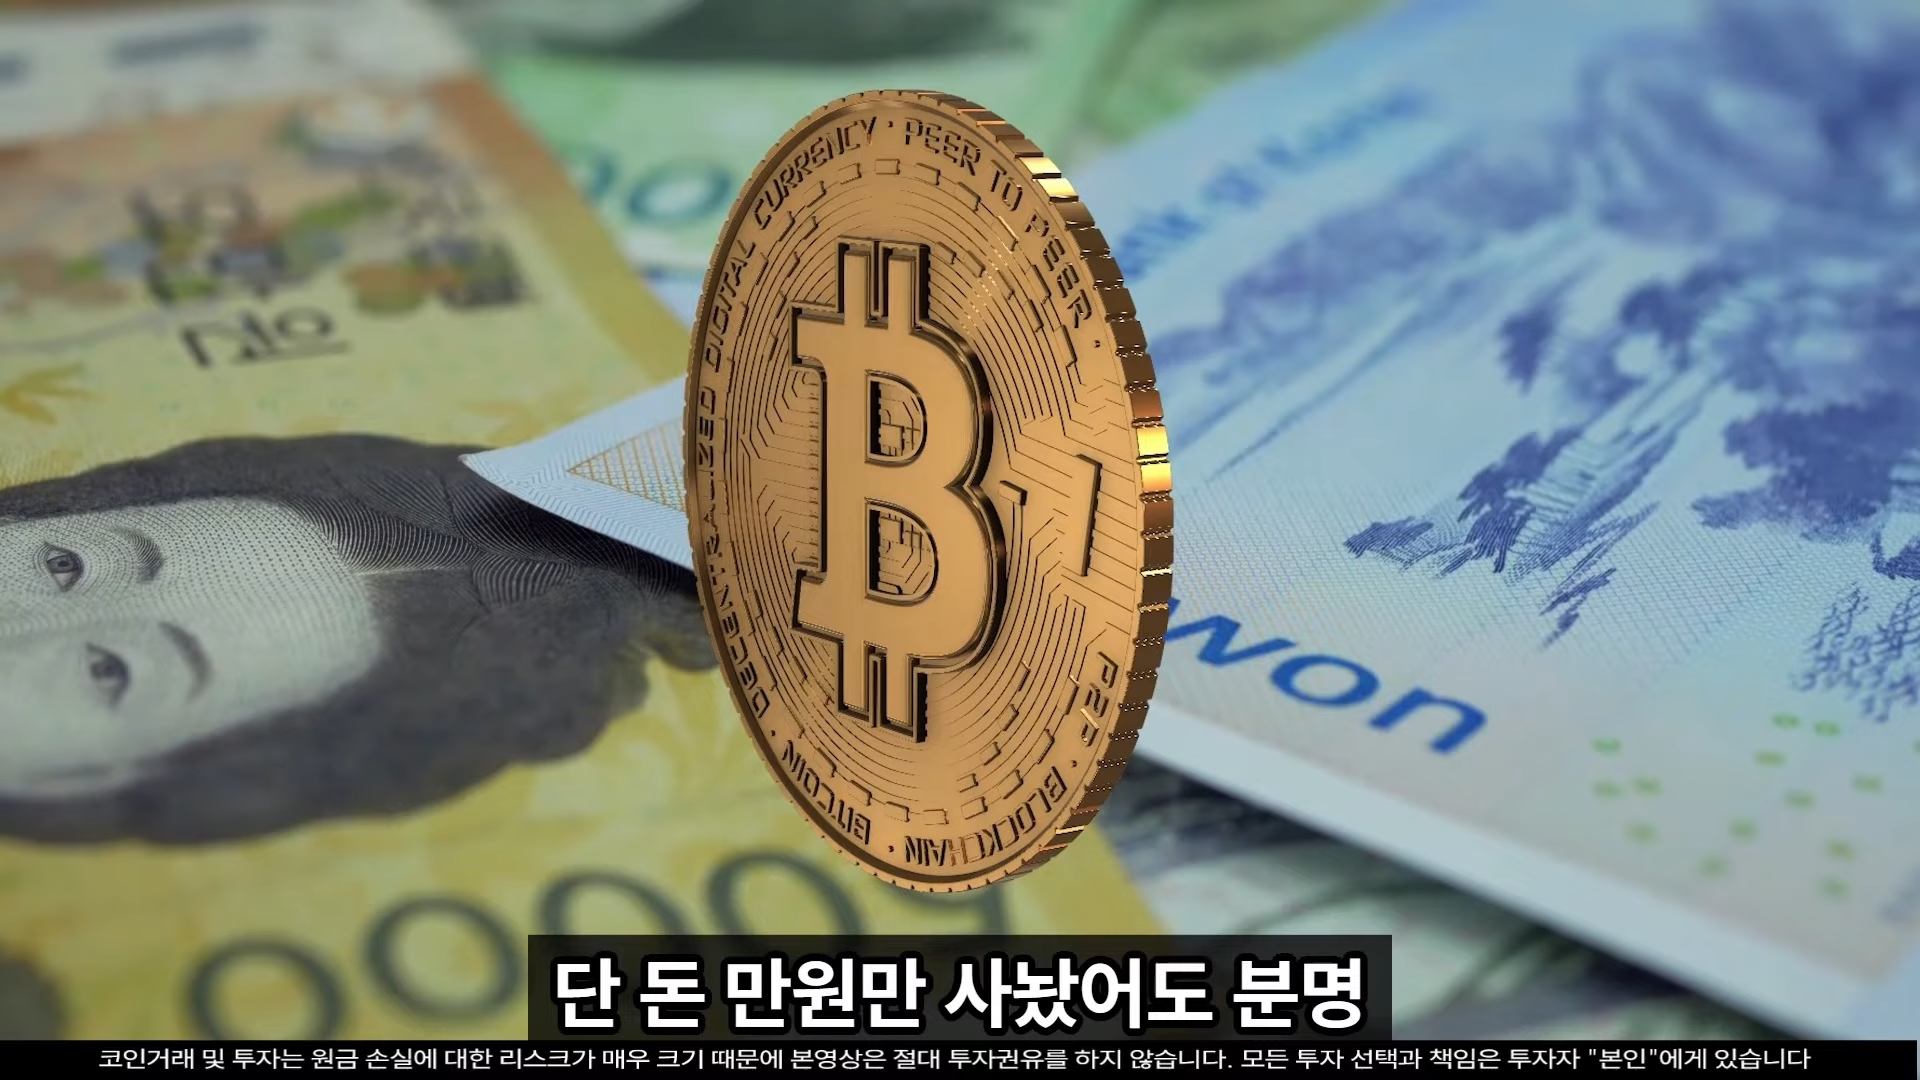 DECENTRALIZED DIGITAL CURRENCY · PEER TO PEER ·
P2P · BLOCKCHAIN · BITCOIN ·
won
단 돈 만원만 사놨어도 분명
코인거래 및 투자는 원금 손실에 대한 리스크가 매우 크기 때문에 본영상은 절대 투자권유를 하지 않습니다. 모든 투자 선택과 책임은 투자자 "본인"에게 있습니다